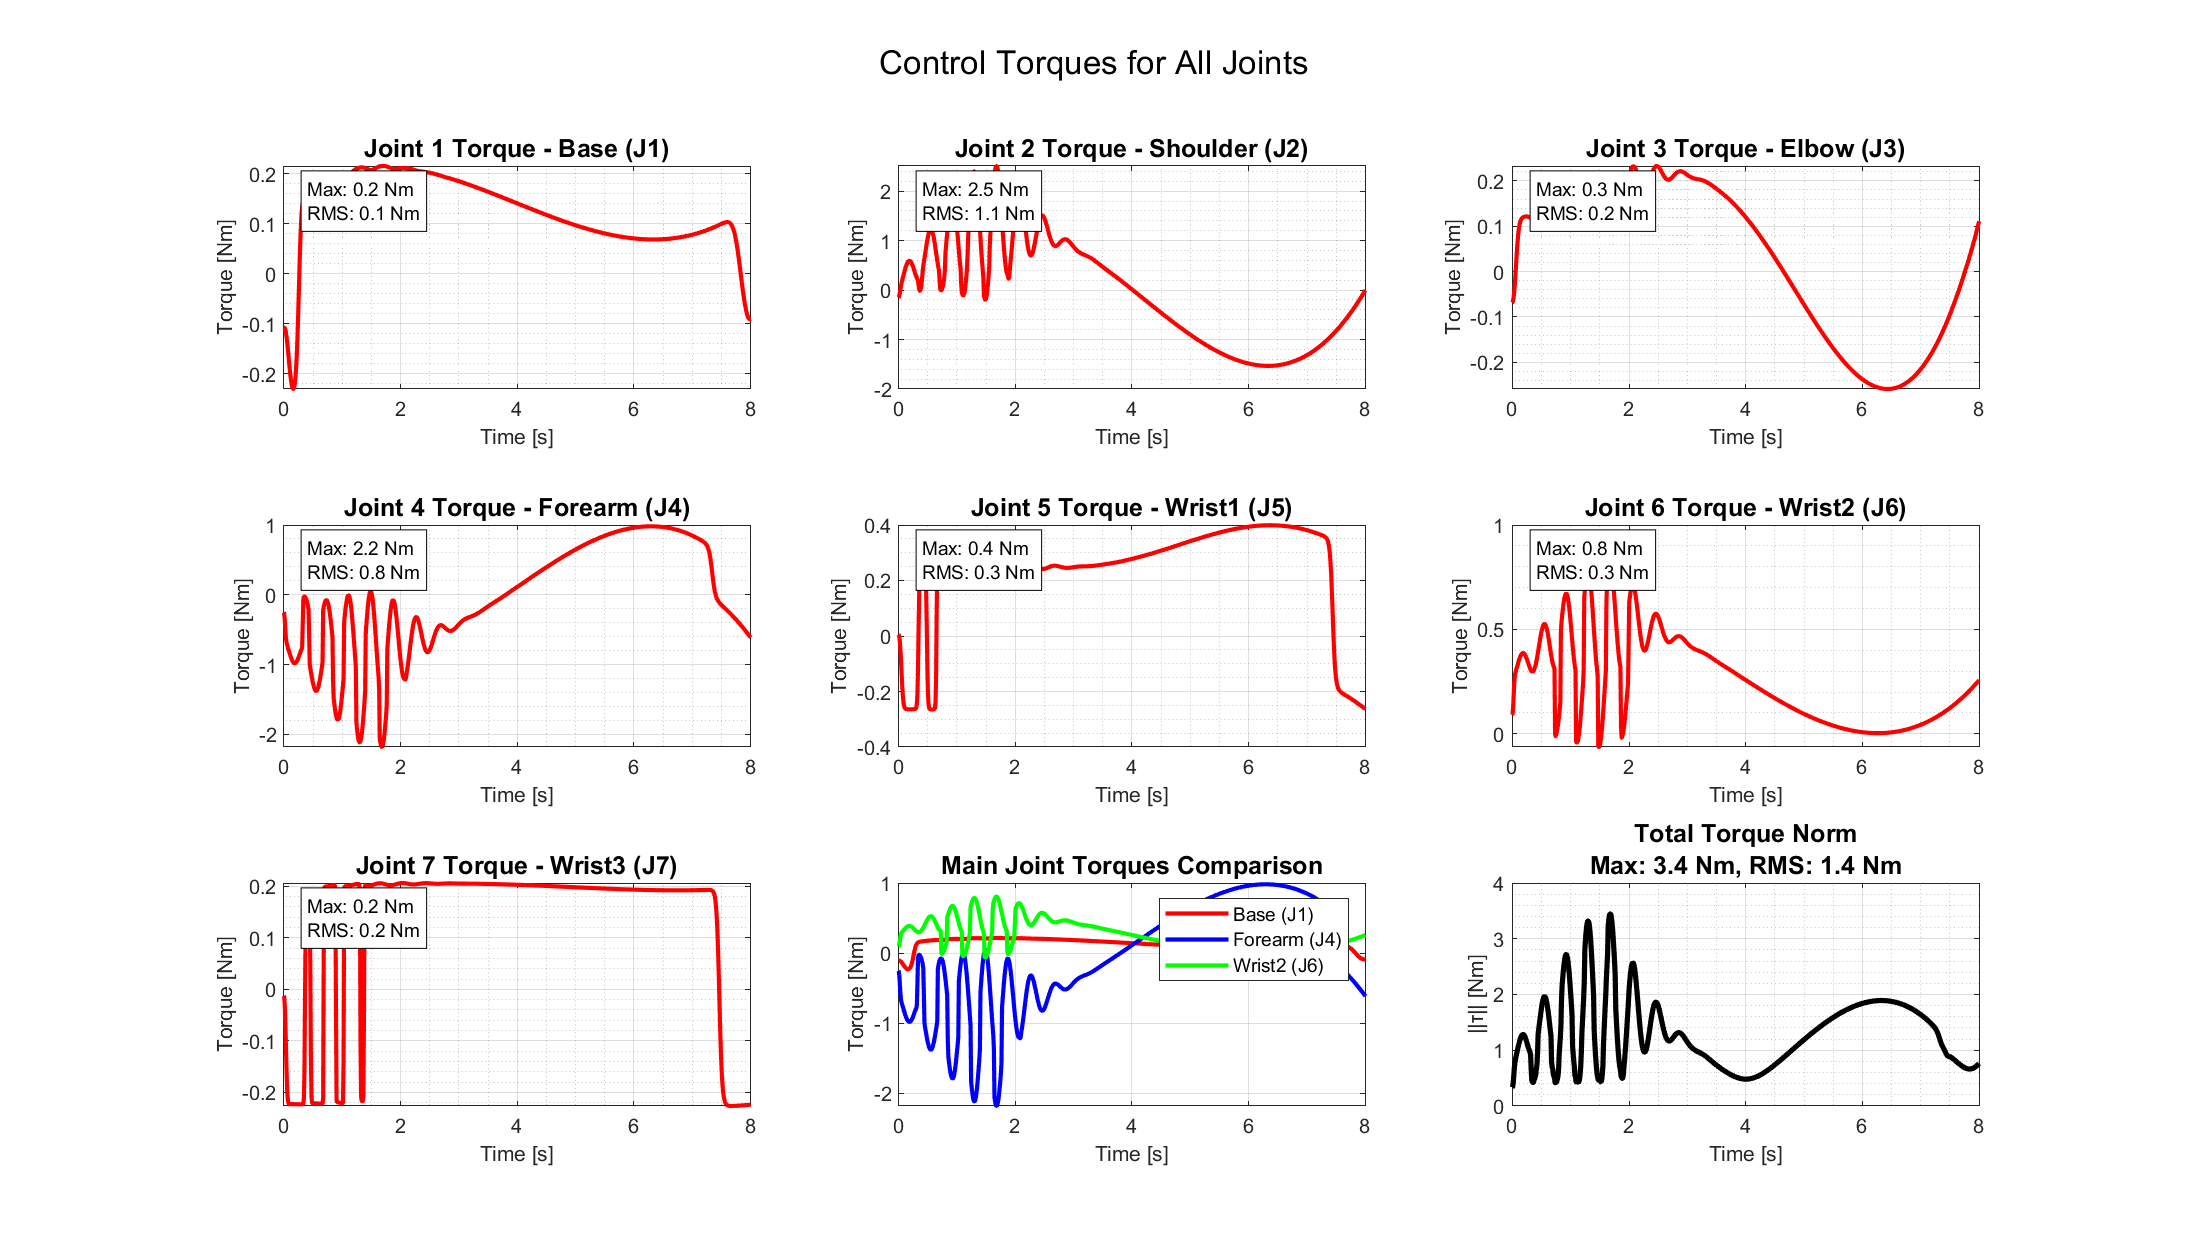 Control Torques for All Joints
Joint 1 Torque - Base (J1)
Max: 0.2 Nm
RMS: 0.1 Nm
Torque [Nm]
0.2
0.1
0
-0.1
-0.2
0 2 4 6 8
Time [s]
Joint 2 Torque - Shoulder (J2)
Max: 2.5 Nm
RMS: 1.1 Nm
Torque [Nm]
2
1
0
-1
-2
0 2 4 6 8
Time [s]
Joint 3 Torque - Elbow (J3)
Max: 0.3 Nm
RMS: 0.2 Nm
Torque [Nm]
0.2
0.1
0
-0.1
-0.2
0 2 4 6 8
Time [s]
Joint 4 Torque - Forearm (J4)
Max: 2.2 Nm
RMS: 0.8 Nm
Torque [Nm]
1
0
-1
-2
0 2 4 6 8
Time [s]
Joint 5 Torque - Wrist1 (J5)
Max: 0.4 Nm
RMS: 0.3 Nm
Torque [Nm]
0.4
0.2
0
-0.2
-0.4
0 2 4 6 8
Time [s]
Joint 6 Torque - Wrist2 (J6)
Max: 0.8 Nm
RMS: 0.3 Nm
Torque [Nm]
1
0.5
0
0 2 4 6 8
Time [s]
Joint 7 Torque - Wrist3 (J7)
Max: 0.2 Nm
RMS: 0.2 Nm
Torque [Nm]
0.2
0.1
0
-0.1
-0.2
0 2 4 6 8
Time [s]
Main Joint Torques Comparison
Base (J1)
Forearm (J4)
Wrist2 (J6)
Torque [Nm]
1
0
-1
-2
0 2 4 6 8
Time [s]
Total Torque Norm
Max: 3.4 Nm, RMS: 1.4 Nm
||τ|| [Nm]
4
3
2
1
0
0 2 4 6 8
Time [s]